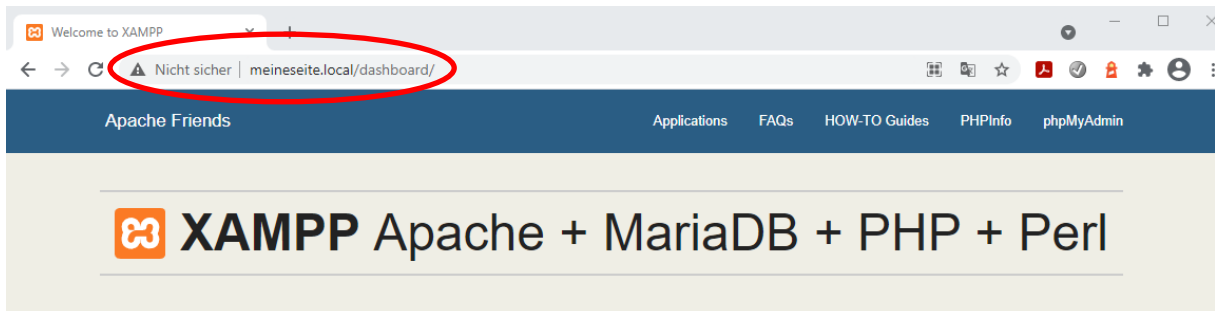 Welcome to XAMPP
Nicht sicher | meineseite.local/dashboard/
Apache Friends Applications FAQs HOW-TO Guides PHPInfo phpMyAdmin
XAMPP Apache + MariaDB + PHP + Perl